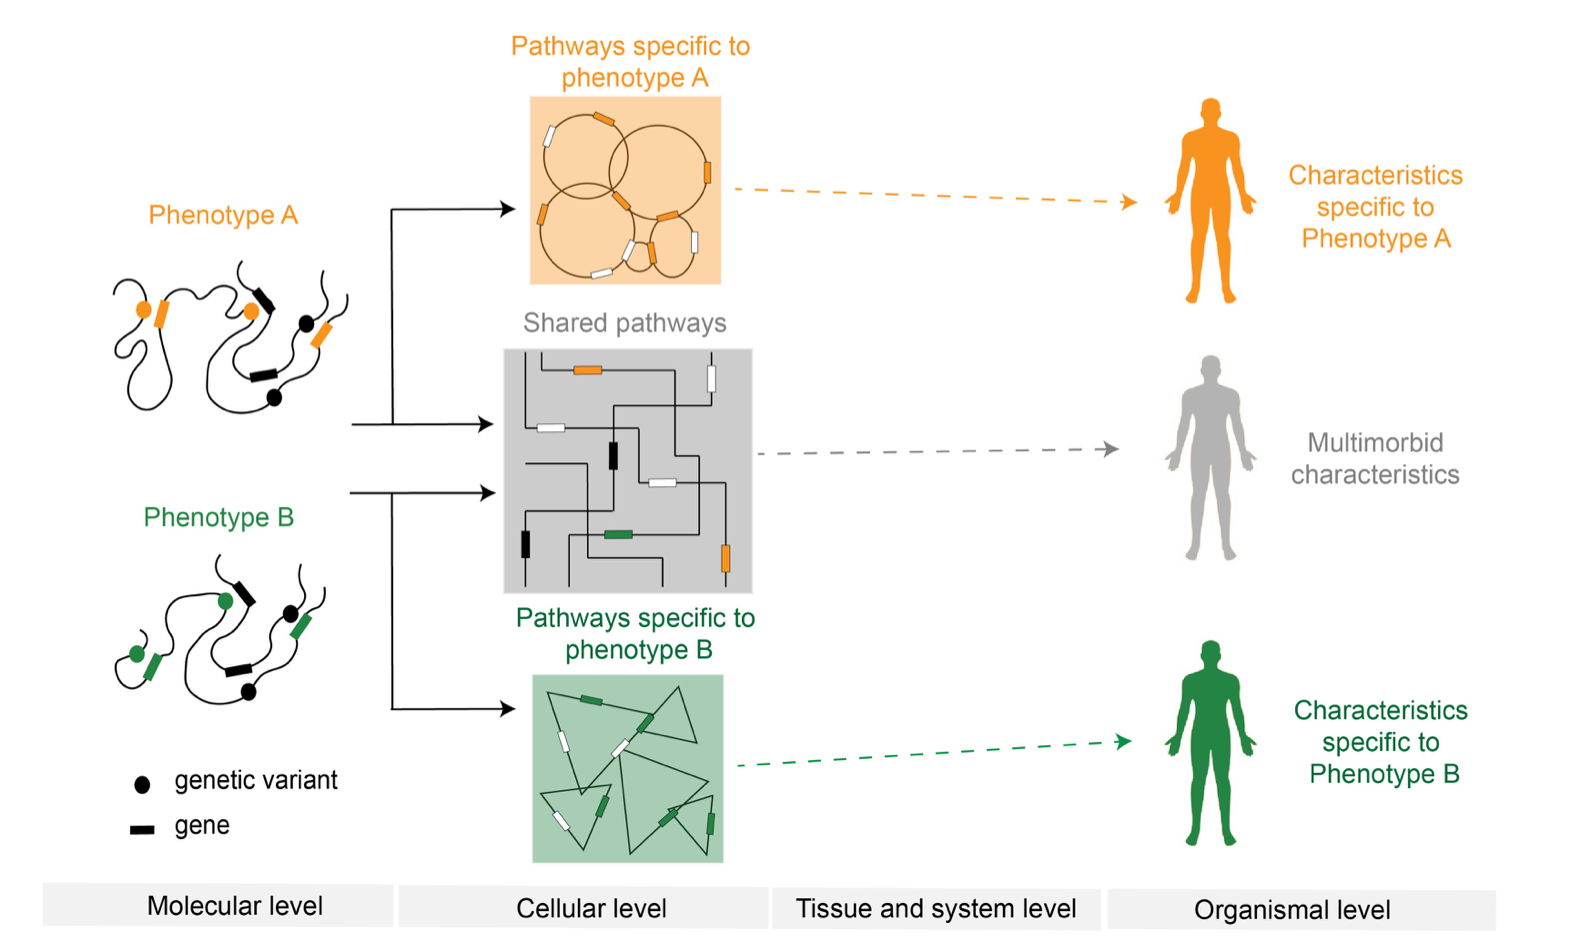 Pathways specific to
phenotype A
Phenotype A
Characteristics
specific to
Phenotype A
Shared pathways
Multimorbid
characteristics
Phenotype B
Pathways specific to
phenotype B
Characteristics
specific to
Phenotype B
genetic variant
gene
Molecular level
Cellular level
Tissue and system level
Organismal level